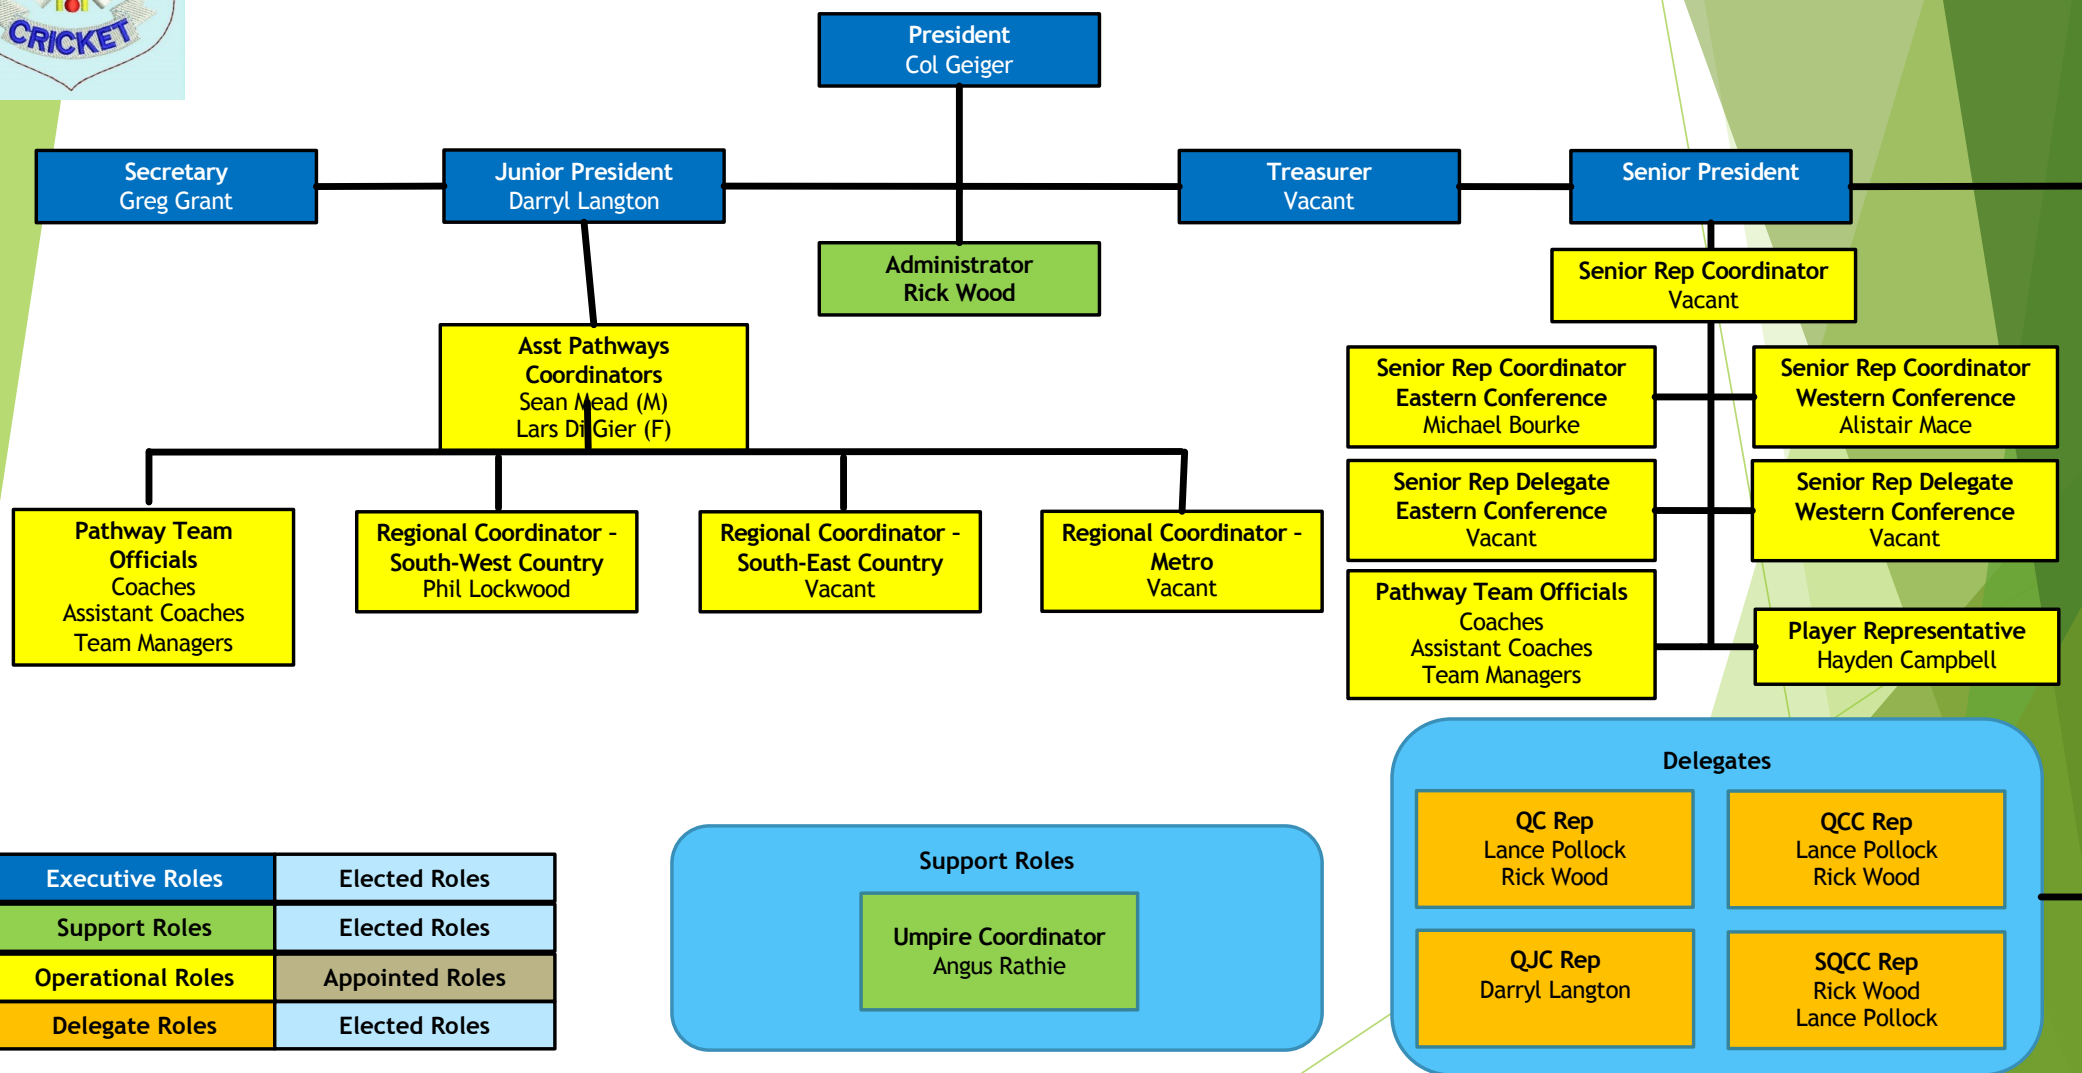 CRICKET
President
Col Geiger
Secretary
Greg Grant
Junior President
Darryl Langton
Treasurer
Vacant
Senior President
Administrator
Rick Wood
Senior Rep Coordinator
Vacant
Asst Pathways
Coordinators
Sean Mead (M)
Lars Di Gier (F)
Senior Rep Coordinator
Eastern Conference
Michael Bourke
Senior Rep Coordinator
Western Conference
Alistair Mace
Senior Rep Delegate
Eastern Conference
Vacant
Senior Rep Delegate
Western Conference
Vacant
Pathway Team
Officials
Coaches
Assistant Coaches
Team Managers
Regional Coordinator –
South-West Country
Phil Lockwood
Regional Coordinator –
South-East Country
Vacant
Regional Coordinator –
Metro
Vacant
Pathway Team Officials
Coaches
Assistant Coaches
Team Managers
Player Representative
Hayden Campbell
Executive Roles
Elected Roles
Support Roles
Elected Roles
Operational Roles
Appointed Roles
Delegate Roles
Elected Roles
Support Roles
Umpire Coordinator
Angus Rathie
Delegates
QC Rep
Lance Pollock
Rick Wood
QCC Rep
Lance Pollock
Rick Wood
QJC Rep
Darryl Langton
SQCC Rep
Rick Wood
Lance Pollock